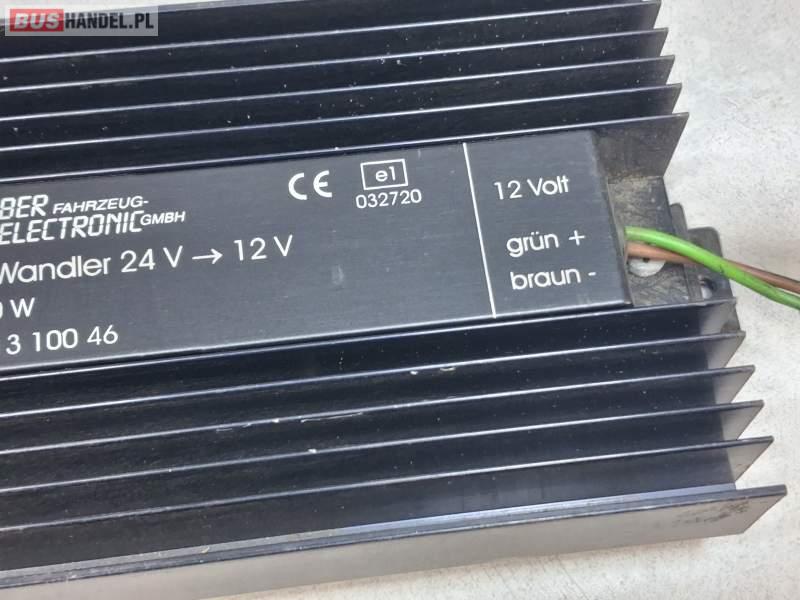 BUSHANDEL.PL
BER FAHRZEUG-
ELECTRONIC GMBH
Wandler 24 V → 12 V
W
3 100 46
CE
e1
032720
12 Volt
grün +
braun -